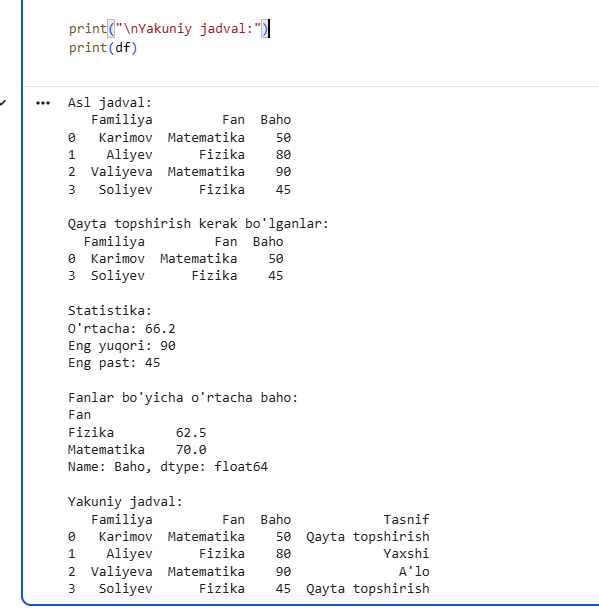 print("\nYakuniy jadval:")
print(df)
Asl jadval:
Familiya Fan Baho
0 Karimov Matematika 50
1 Aliyev Fizika 80
2 Valiyeva Matematika 90
3 Soliyev Fizika 45
Qayta topshirish kerak bo'lganlar:
Familiya Fan Baho
0 Karimov Matematika 50
3 Soliyev Fizika 45
Statistika:
O'rtacha: 66.2
Eng yuqori: 90
Eng past: 45
Fanlar bo'yicha o'rtacha baho:
Fan
Fizika 62.5
Matematika 70.0
Name: Baho, dtype: float64
Yakuniy jadval:
Familiya Fan Baho Tasnif
0 Karimov Matematika 50 Qayta topshirish
1 Aliyev Fizika 80 Yaxshi
2 Valiyeva Matematika 90 A'lo
3 Soliyev Fizika 45 Qayta topshirish